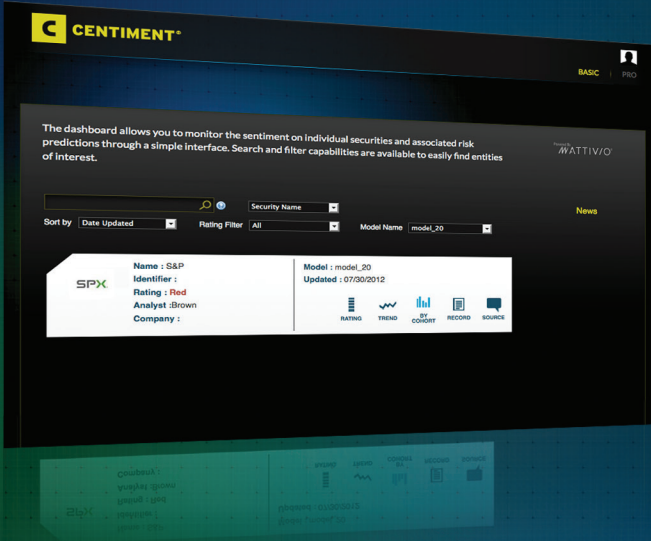 C CENTIMENT®
BASIC | PRO
The dashboard allows you to monitor the sentiment on individual securities and associated risk
predictions through a simple interface. Search and filter capabilities are available to easily find entities
of interest.
Powered By
MATTIVIO
Security Name
News
Sort by Date Updated Rating Filter All Model Name model_20
SPX
Name : S&P
Identifier :
Rating : Red
Analyst :Brown
Company :
Model : model_20
Updated : 07/30/2012
RATING TREND BY COHORT RECORD SOURCE